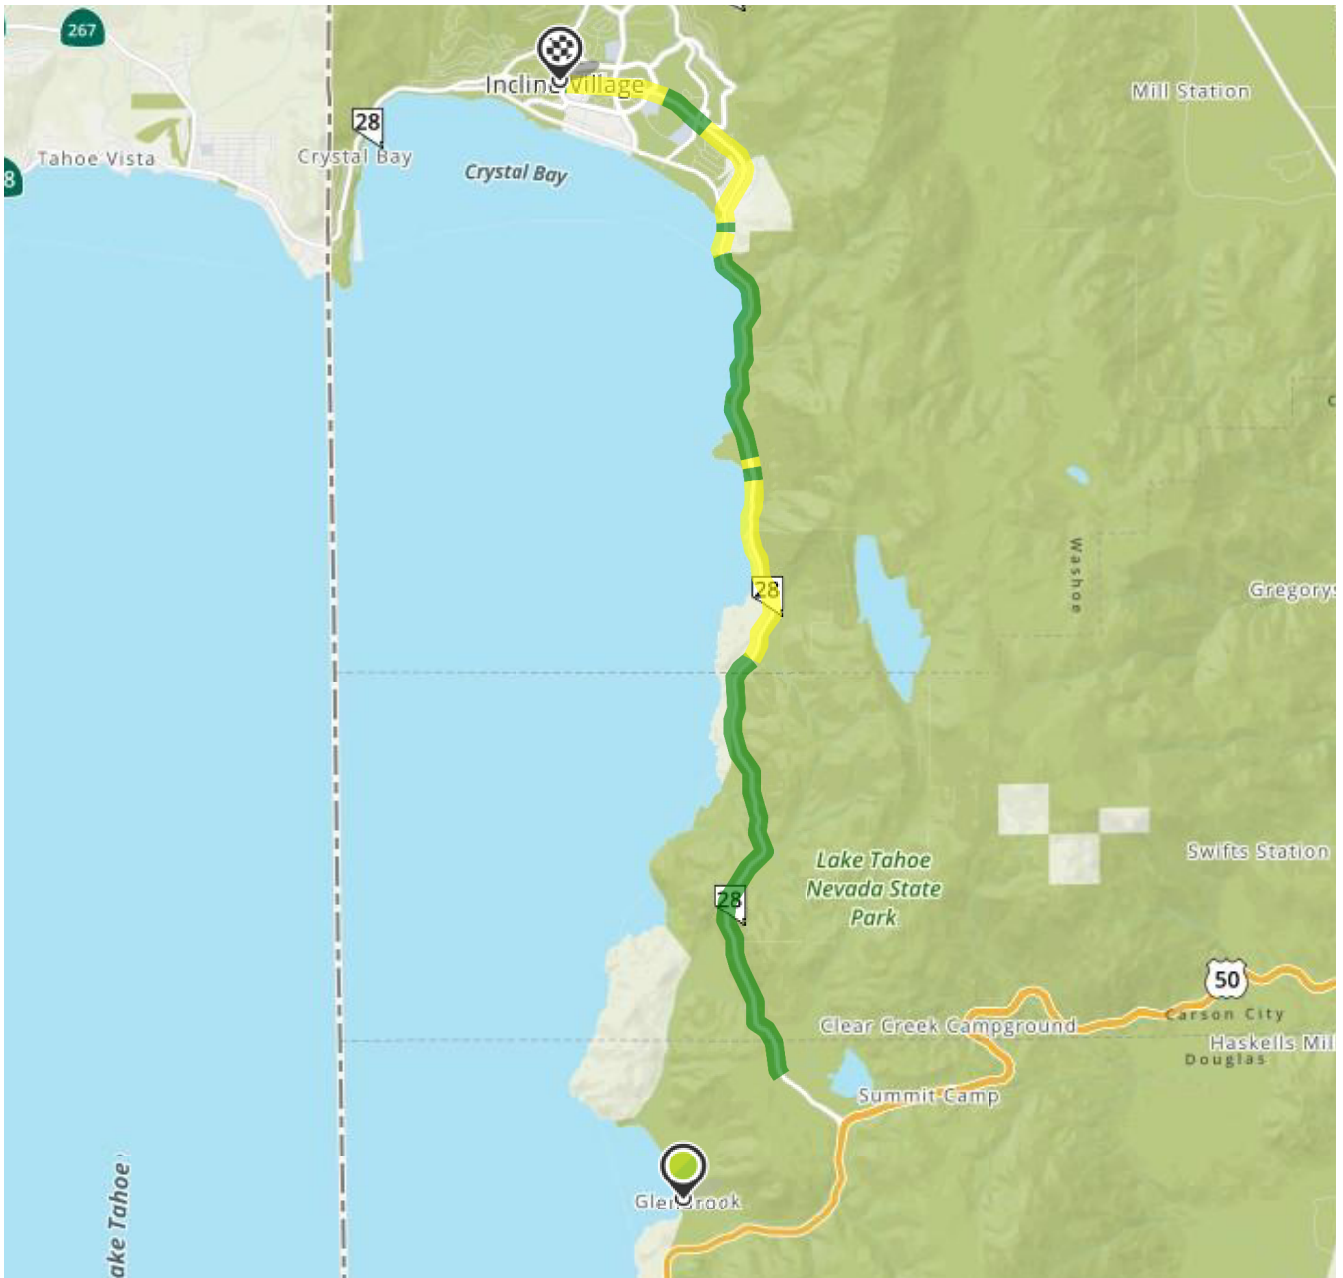 267
Incline Village
Mill Station
28
Tahoe Vista
Crystal Bay
Crystal Bay
8
Washoe
28
Gregorys
Lake Tahoe
Nevada State
Park
Swifts Station
28
50
Carson City
Clear Creek Campground
Haskells Mil
Douglas
Summit Camp
Glenbrook
ake Tahoe